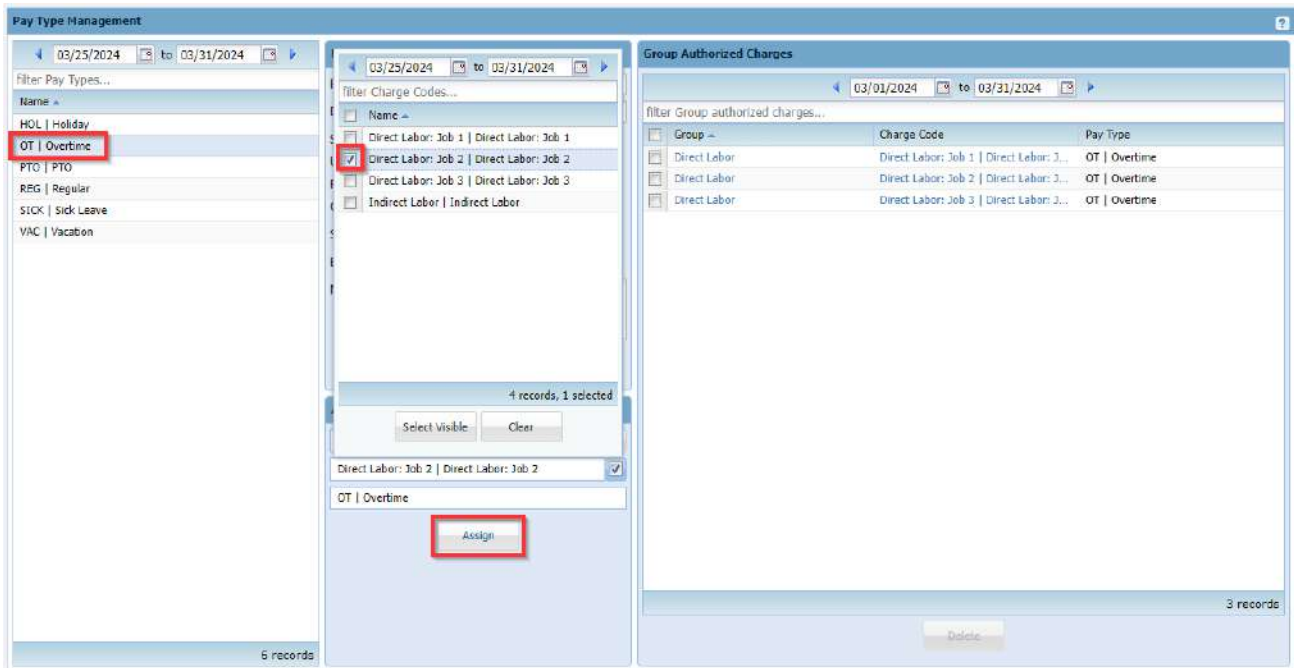 Pay Type Management
03/25/2024 to 03/31/2024
filter Pay Types...
Name
HOL | Holiday
OT | Overtime
PTO | PTO
REG | Regular
SICK | Sick Leave
VAC | Vacation
6 records
03/25/2024 to 03/31/2024
filter Charge Codes...
Name
Direct Labor: Job 1 | Direct Labor: Job 1
Direct Labor: Job 2 | Direct Labor: Job 2
Direct Labor: Job 3 | Direct Labor: Job 3
Indirect Labor | Indirect Labor
4 records, 1 selected
Select Visible Clear
Direct Labor: Job 2 | Direct Labor: Job 2
OT | Overtime
Assign
Group Authorized Charges
03/01/2024 to 03/31/2024
filter Group authorized charges...
Group Charge Code Pay Type
Direct Labor Direct Labor: Job 1 | Direct Labor: J... OT | Overtime
Direct Labor Direct Labor: Job 2 | Direct Labor: J... OT | Overtime
Direct Labor Direct Labor: Job 3 | Direct Labor: J... OT | Overtime
3 records
Delete